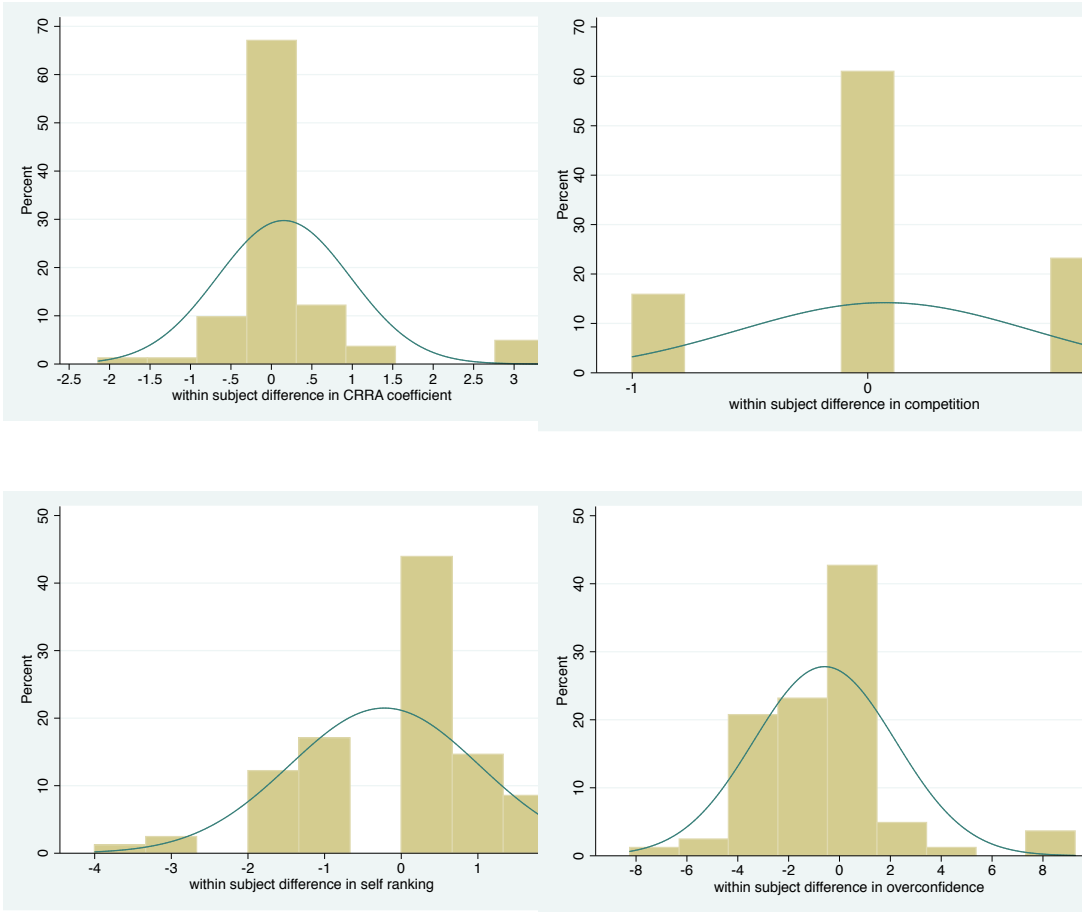 70
60
50
40
30
20
10
0
Percent
-2.5 -2 -1.5 -1 -.5 0 .5 1 1.5 2 2.5 3
within subject difference in CRRA coefficient
70
60
50
40
30
20
10
0
Percent
-1 0
within subject difference in competition
50
40
30
20
10
0
Percent
-4 -3 -2 -1 0 1
within subject difference in self ranking
50
40
30
20
10
0
Percent
-8 -6 -4 -2 0 2 4 6 8
within subject difference in overconfidence